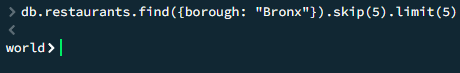 > db.restaurants.find({borough: "Bronx"}).skip(5).limit(5)
<
world>